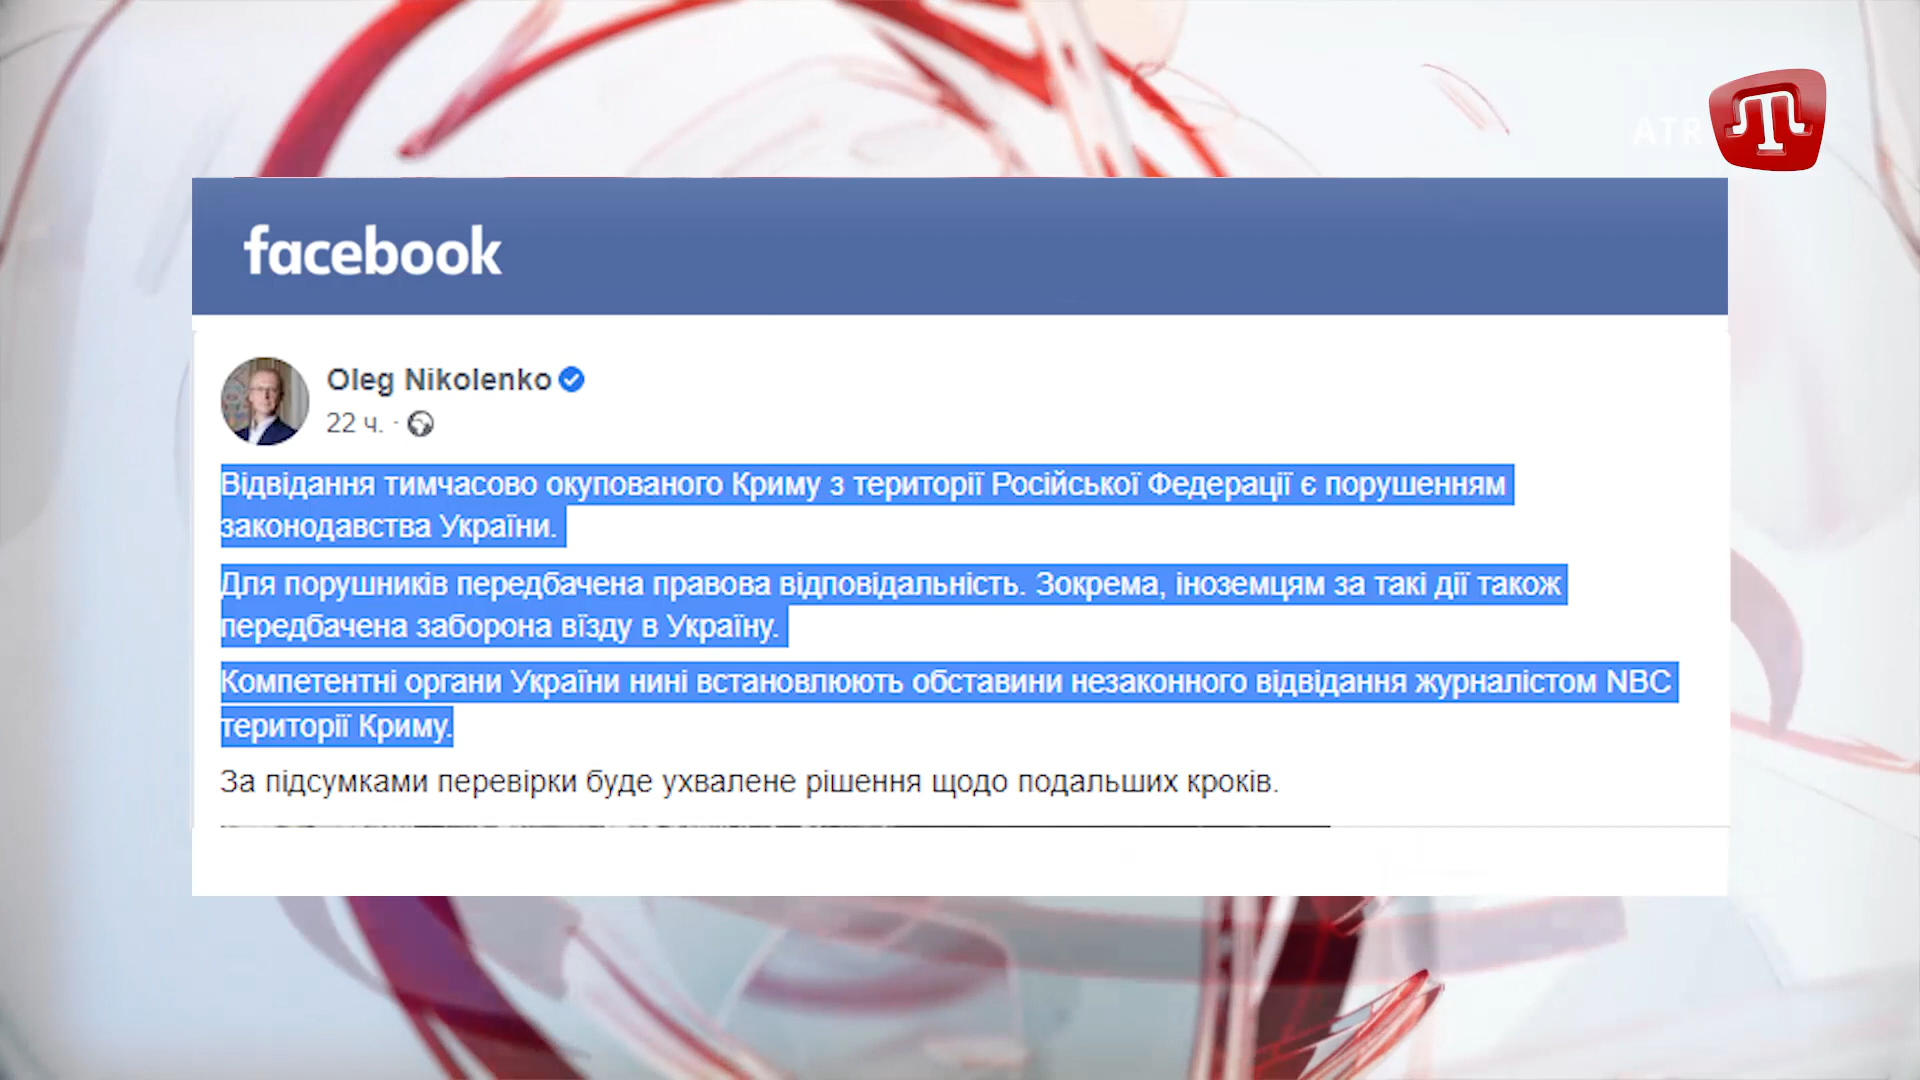 ATR
facebook
Oleg Nikolenko
22 ч. ·
Відвідання тимчасово окупованого Криму з території Російської Федерації є порушенням
законодавства України.
Для порушників передбачена правова відповідальність. Зокрема, іноземцям за такі дії також
передбачена заборона вїзду в Україну.
Компетентні органи України нині встановлюють обставини незаконного відвідання журналістом NBC
території Криму.
За підсумками перевірки буде ухвалене рішення щодо подальших кроків.